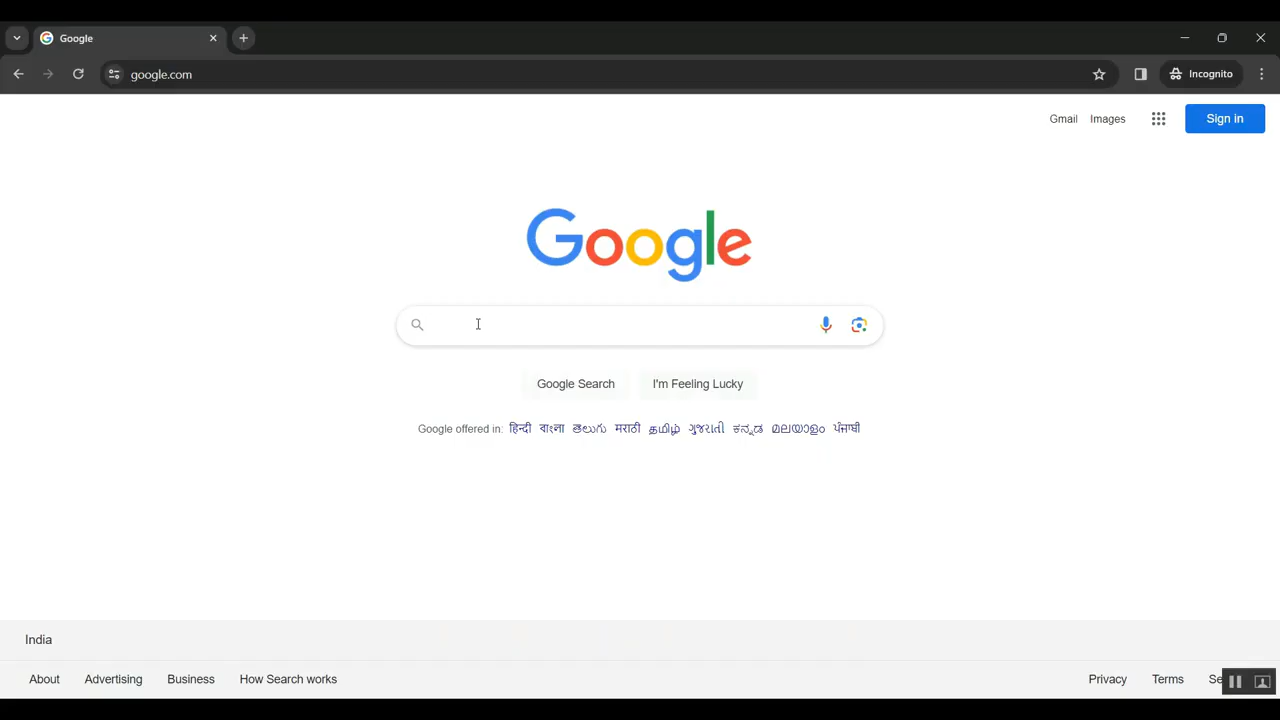 Google
google.com
Incognito
Gmail Images Sign in
Google
Google Search I'm Feeling Lucky
Google offered in: हिन्दी বাংলা తెలుగు मराठी தமிழ் ગુજરાતી ಕನ್ನಡ മലയാളം ਪੰਜਾਬੀ
India
About Advertising Business How Search works Privacy Terms Se